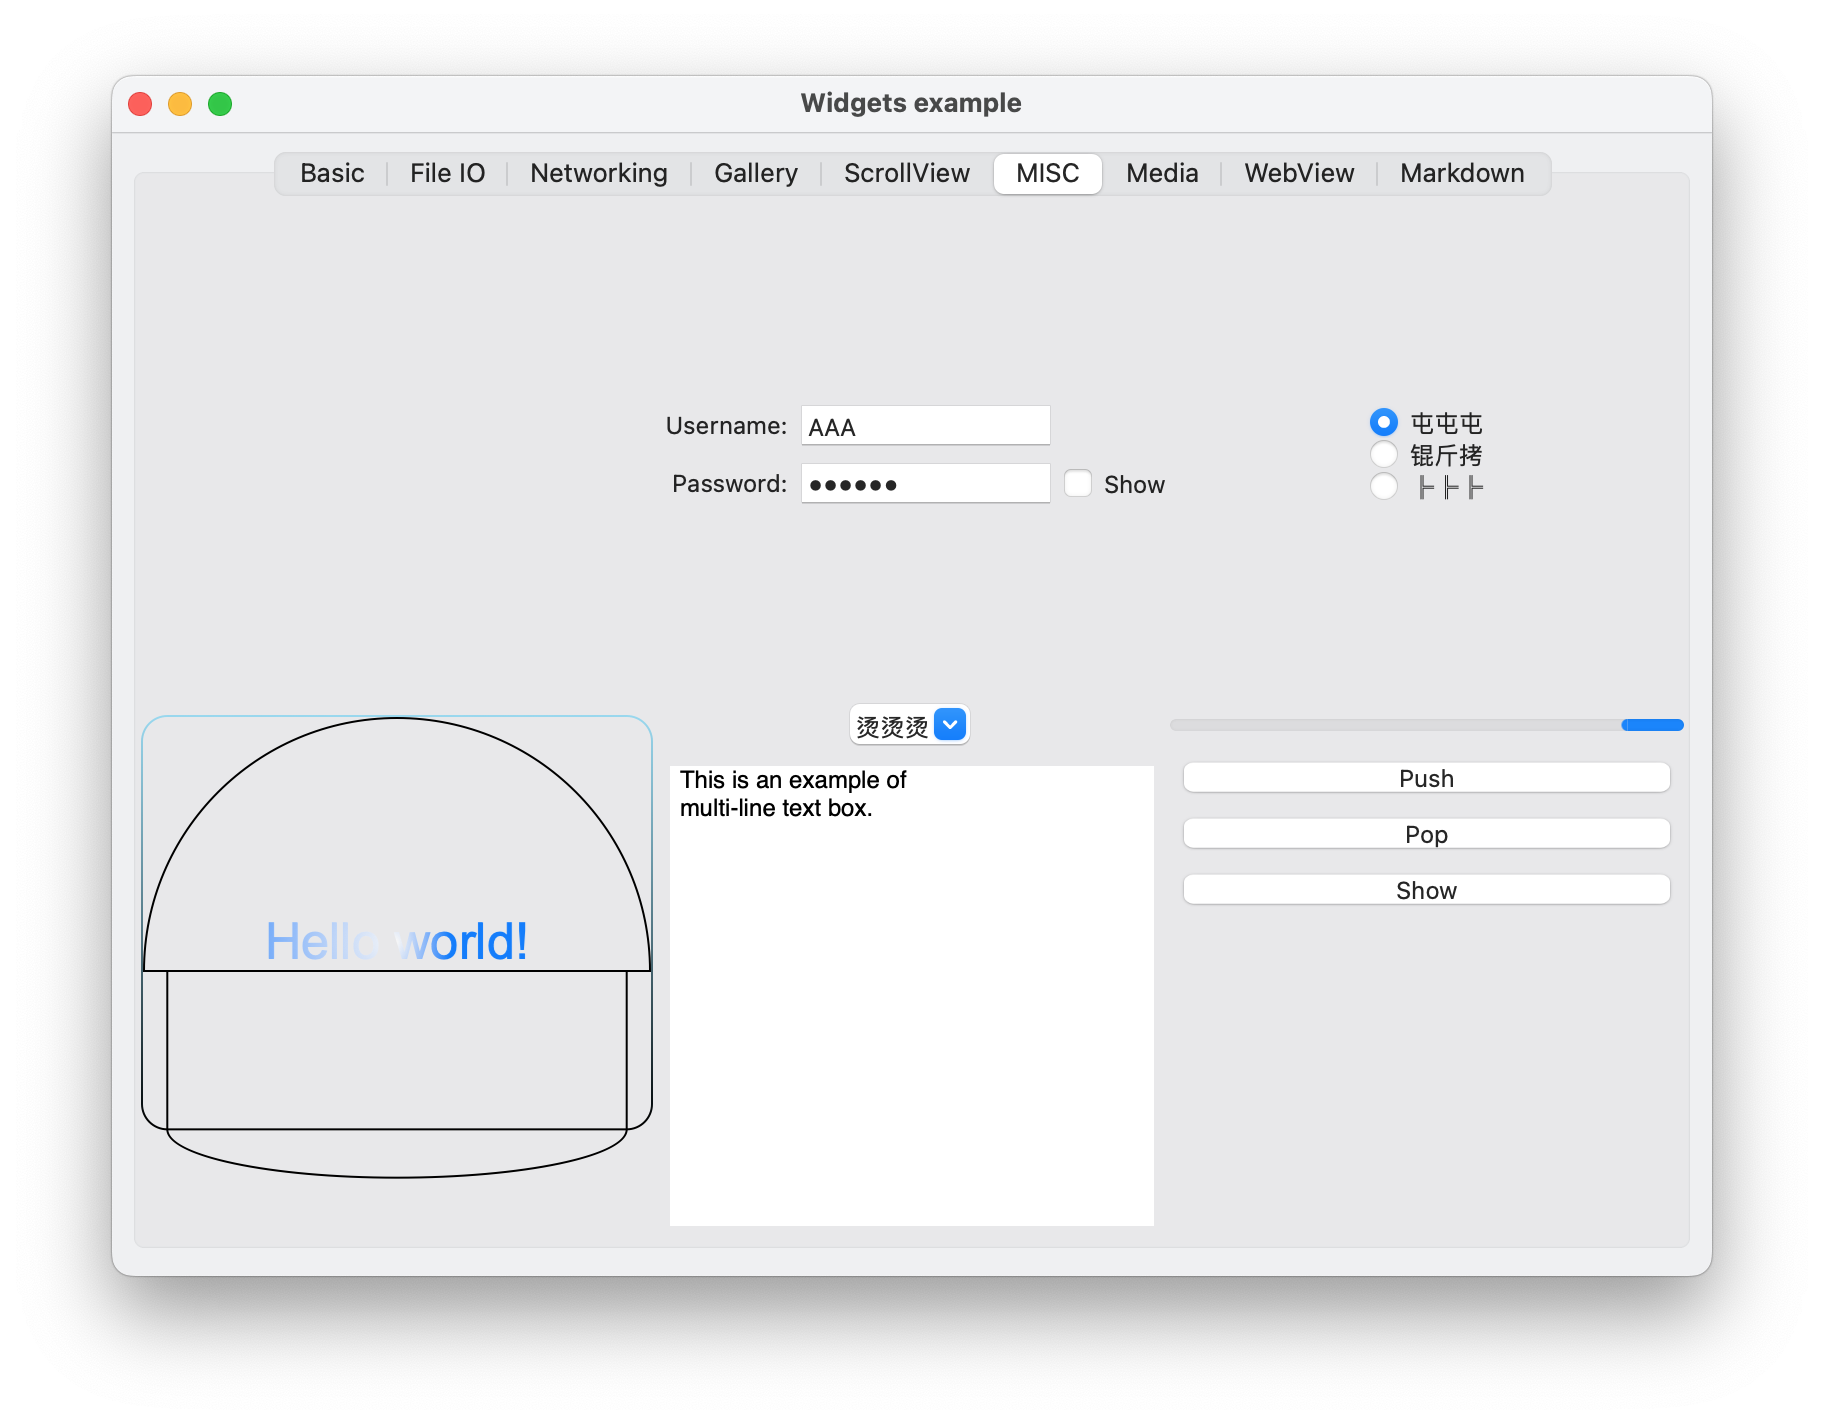 Widgets example
Basic
File IO
Networking
Gallery
ScrollView
MISC
Media
WebView
Markdown
Username:
AAA
Password:
●●●●●●
Show
屯屯屯
锟斤拷
╠╠╠
Hello world!
烫烫烫
This is an example of
multi-line text box.
Push
Pop
Show